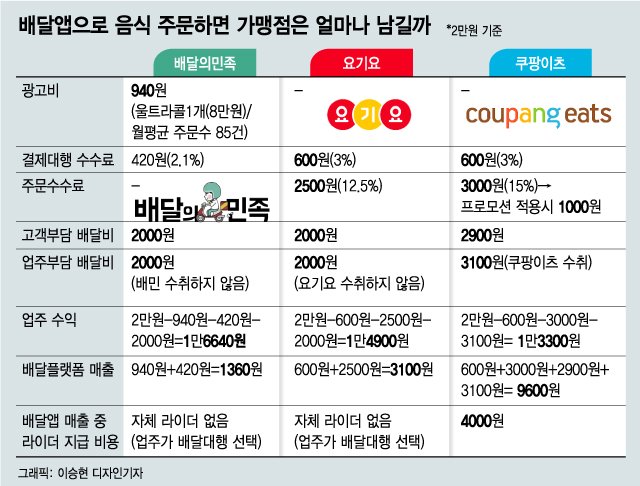 배달앱으로 음식 주문하면 가맹점은 얼마나 남길까 *2만원 기준
배달의민족 요기요 쿠팡이츠
광고비 940원 – –
(울트라콜1개(8만원)/
월평균 주문수 85건)
요기요
coupang eats
결제대행 수수료 420원(2.1%) 600원(3%) 600원(3%)
주문수수료 – 2500원(12.5%) 3000원(15%)→
프로모션 적용시 1000원
배달의민족
고객부담 배달비 2000원 2000원 2900원
업주부담 배달비 2000원 2000원 3100원(쿠팡이츠 수취)
(배민 수취하지 않음) (요기요 수취하지 않음)
업주 수익 2만원–940원–420원– 2만원–600원–2500원– 2만원–600원–3000원–
2000원=1만6640원 2000원=1만4900원 3100원= 1만3300원
배달플랫폼 매출 940원+420원=1360원 600원+2500원=3100원 600원+3000원+2900원+
3100원= 9600원
배달앱 매출 중 자체 라이더 없음 자체 라이더 없음 4000원
라이더 지급 비용 (업주가 배달대행 선택) (업주가 배달대행 선택)
그래픽: 이승현 디자인기자